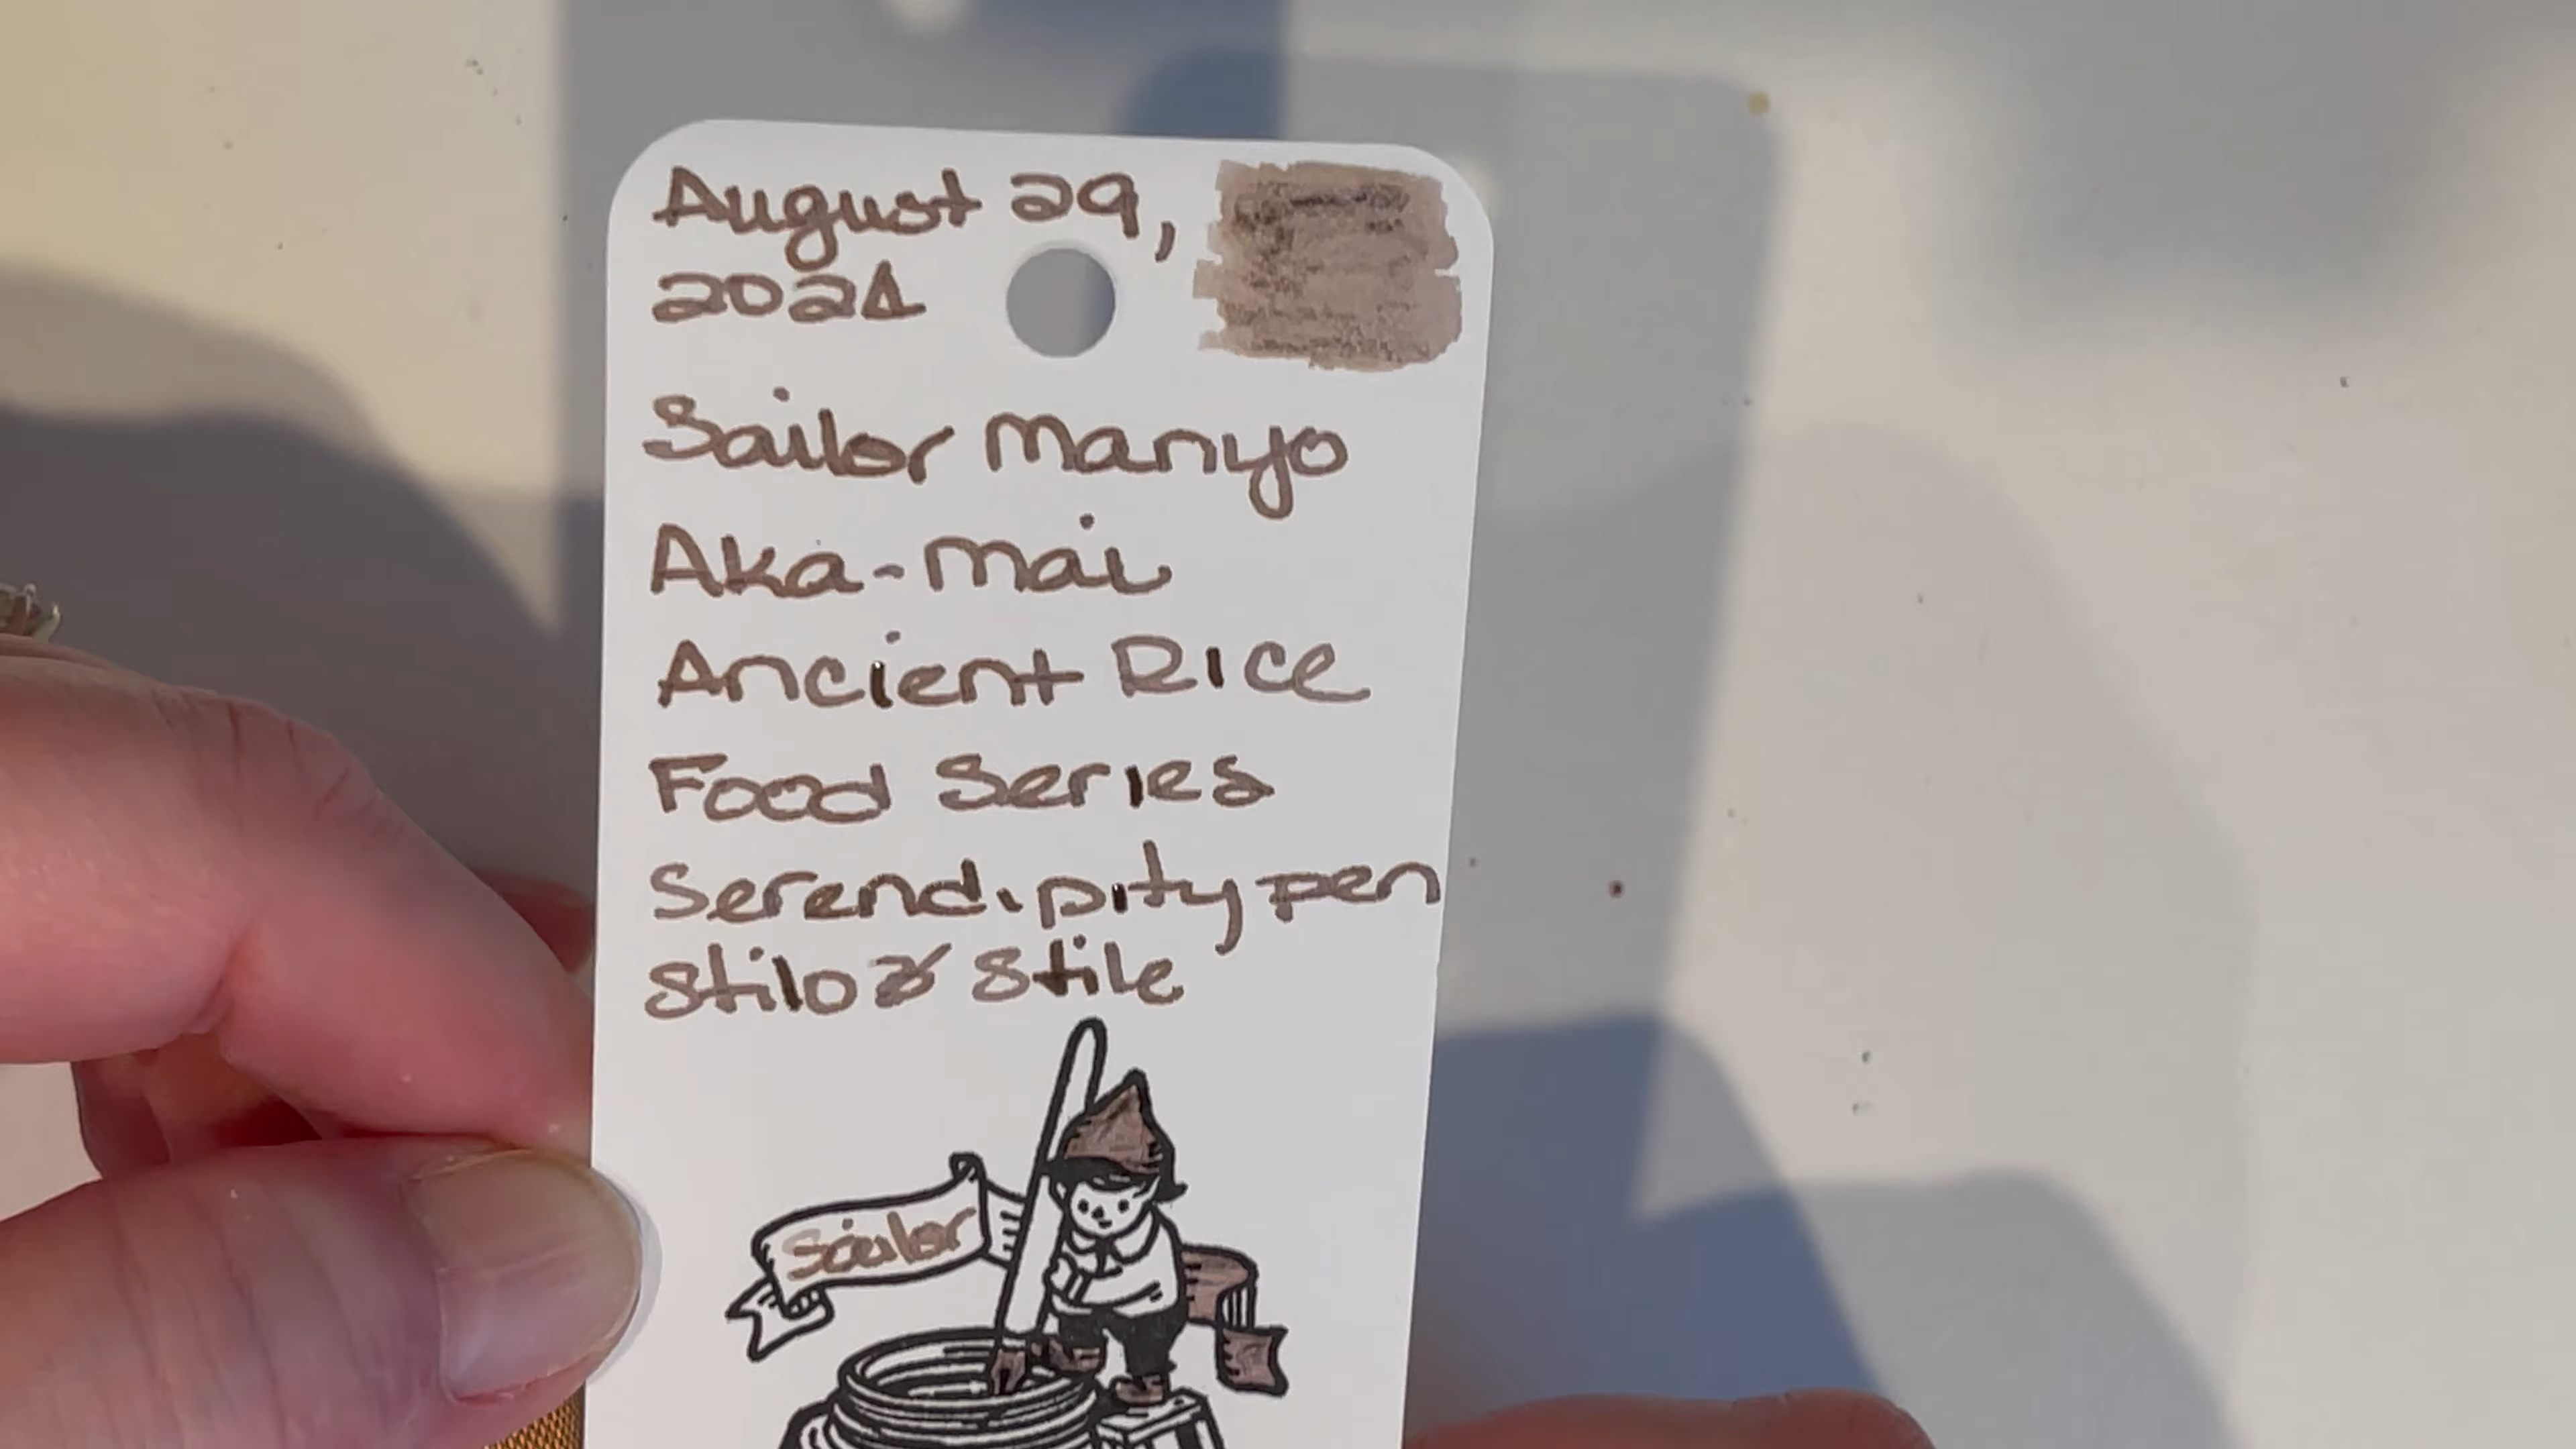 August 29,
2024
Sailor Manyo
Aka-mai
Ancient Rice
Food Series
Serendipity pen
Stilo & Stile
Sailor